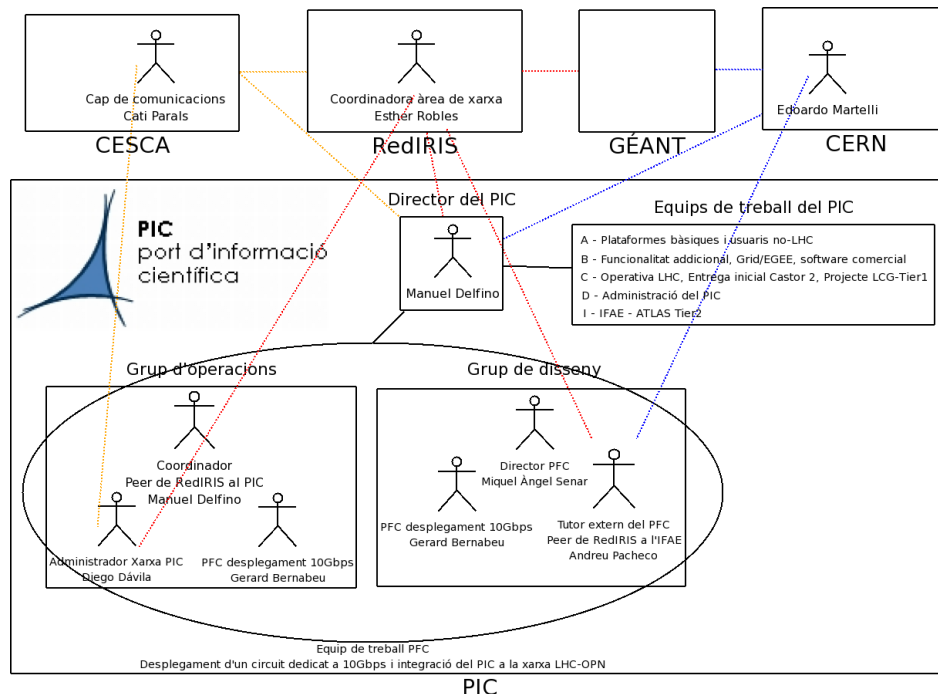 Cap de comunicacions
Cati Parals
CESCA
Coordinadora àrea de xarxa
Esther Robles
RedIRIS
GÉANT
Edoardo Martelli
CERN
PIC
port d'informació
científica
Director del PIC
Manuel Delfino
Equips de treball del PIC
A - Plataformes bàsiques i usuaris no-LHC
B - Funcionalitat addicional, Grid/EGEE, software comercial
C - Operativa LHC, Entrega inicial Castor 2, Projecte LCG-Tier1
D - Administració del PIC
I - IFAE - ATLAS Tier2
Grup d'operacions
Coordinador
Peer de RedIRIS al PIC
Manuel Delfino
Administrador Xarxa PIC
Diego Dávila
PFC desplegament 10Gbps
Gerard Bernabeu
Grup de disseny
Director PFC
Miquel Àngel Senar
PFC desplegament 10Gbps
Gerard Bernabeu
Tutor extern del PFC
Peer de RedIRIS a l'IFAE
Andreu Pacheco
Equip de treball PFC
Desplegament d'un circuit dedicat a 10Gbps i integració del PIC a la xarxa LHC-OPN
PIC